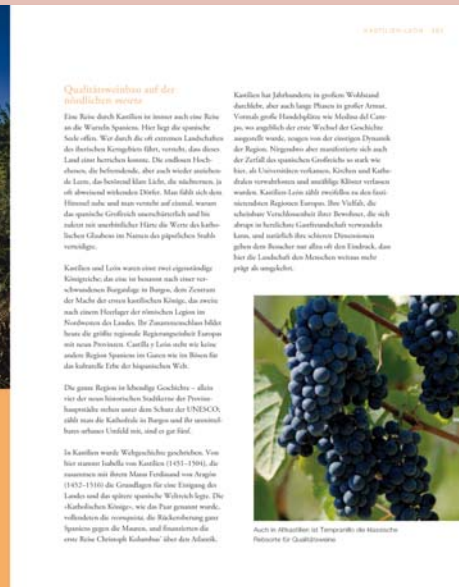 KASTILIEN-LEÓN
Qualitätsweinbau auf der
nördlichen meseta
Eine Reise durch Kastilien ist immer auch eine Reise
an die Wurzeln Spaniens. Hier liegt die spanische
Seele offen. Wer durch die oft extremen Landschaften
des iberischen Kerngebiets fährt, versteht, dass dieses
Land einst herrschen konnte. Die endlosen Hoch-
ebenen, die befremdende, aber auch wieder anziehen-
de Leere, das betörend klare Licht, die nüchternen, ja
oft abweisend wirkenden Dörfer. Man fühlt sich dem
Himmel nahe und man versteht auf einmal, warum
das spanische Großreich unerschütterlich und bis
zuletzt mit unerbittlicher Härte die Werte des katho-
lischen Glaubens im Namen des päpstlichen Stuhls
verteidigte.
Kastilien und León waren einst zwei eigenständige
Königreiche; das eine ist benannt nach einer ver-
schwundenen Burganlage in Burgos, dem Zentrum
der Macht der ersten kastilischen Könige, das zweite
nach einem Heerlager der römischen Legion im
Nordwesten des Landes. Ihr Zusammenschluss bildet
heute die größte regionale Regierungseinheit Europas
mit neun Provinzen. Castilla y León steht wie keine
andere Region Spaniens im Guten wie im Bösen für
das kulturelle Erbe der hispanischen Welt.
Die ganze Region ist lebendige Geschichte – allein
vier der neun historischen Stadtkerne der Provinz-
hauptstädte stehen unter dem Schutz der UNESCO;
zählt man die Kathedrale in Burgos und ihr unmittel-
bares urbanes Umfeld mit, sind es gar fünf.
In Kastilien wurde Weltgeschichte geschrieben. Von
hier stammt Isabella von Kastilien (1451–1504), die
zusammen mit ihrem Mann Ferdinand von Aragón
(1452–1516) die Grundlagen für eine Einigung des
Landes und das spätere spanische Weltreich legte. Die
»Katholischen Könige«, wie das Paar genannt wurde,
vollendeten die reconquista, die Rückeroberung ganz
Spaniens gegen die Mauren, und finanzierten die
erste Reise Christoph Kolumbus' über den Atlantik.
Kastilien hat Jahrhunderte in großem Wohlstand
durchlebt, aber auch lange Phasen in großer Armut.
Vormals große Handelsplätze wie Medina del Cam-
po, wo angeblich der erste Wechsel der Geschichte
ausgestellt wurde, zeugen von der einstigen Dynamik
der Region. Nirgendwo aber manifestierte sich auch
der Zerfall des spanischen Großreichs so stark wie
hier, als Universitäten verkamen, Kirchen und Kathe-
dralen verwahrlosten und unzählige Klöster verlassen
wurden. Kastilien-León zählt zweifellos zu den faszi-
nierendsten Regionen Europas. Ihre Vielfalt, die
scheinbare Verschlossenheit ihrer Bewohner, die sich
abrupt in herzlichste Gastfreundschaft verwandeln
kann, und natürlich ihre schieren Dimensionen
geben dem Besucher nur allzu oft den Eindruck, dass
hier die Landschaft den Menschen weitaus mehr
prägt als umgekehrt.
Auch in Altkastilien ist Tempranillo die klassische
Rebsorte für Qualitätsweine.